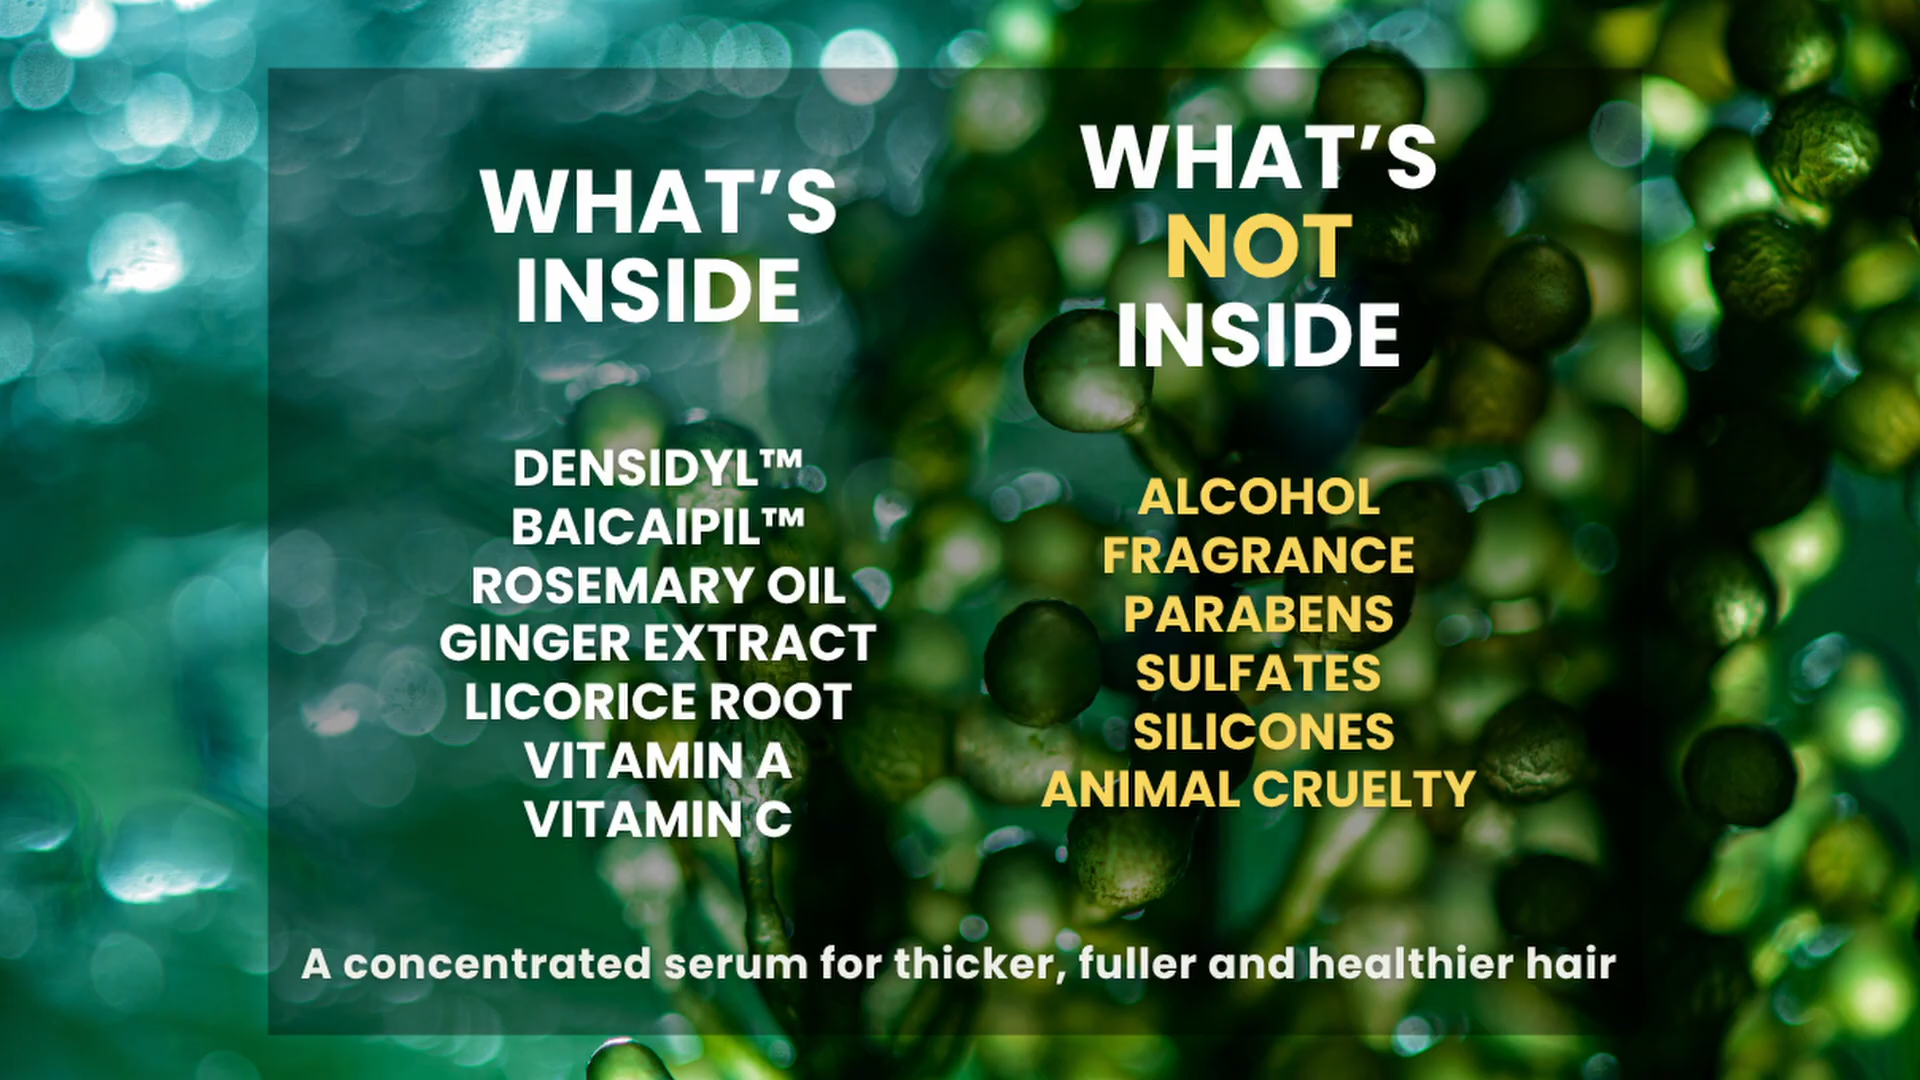 WHAT’S
INSIDE
DENSIDYL™
BAICAIPIL™
ROSEMARY OIL
GINGER EXTRACT
LICORICE ROOT
VITAMIN A
VITAMIN C
WHAT’S
NOT
INSIDE
ALCOHOL
FRAGRANCE
PARABENS
SULFATES
SILICONES
ANIMAL CRUELTY
A concentrated serum for thicker, fuller and healthier hair